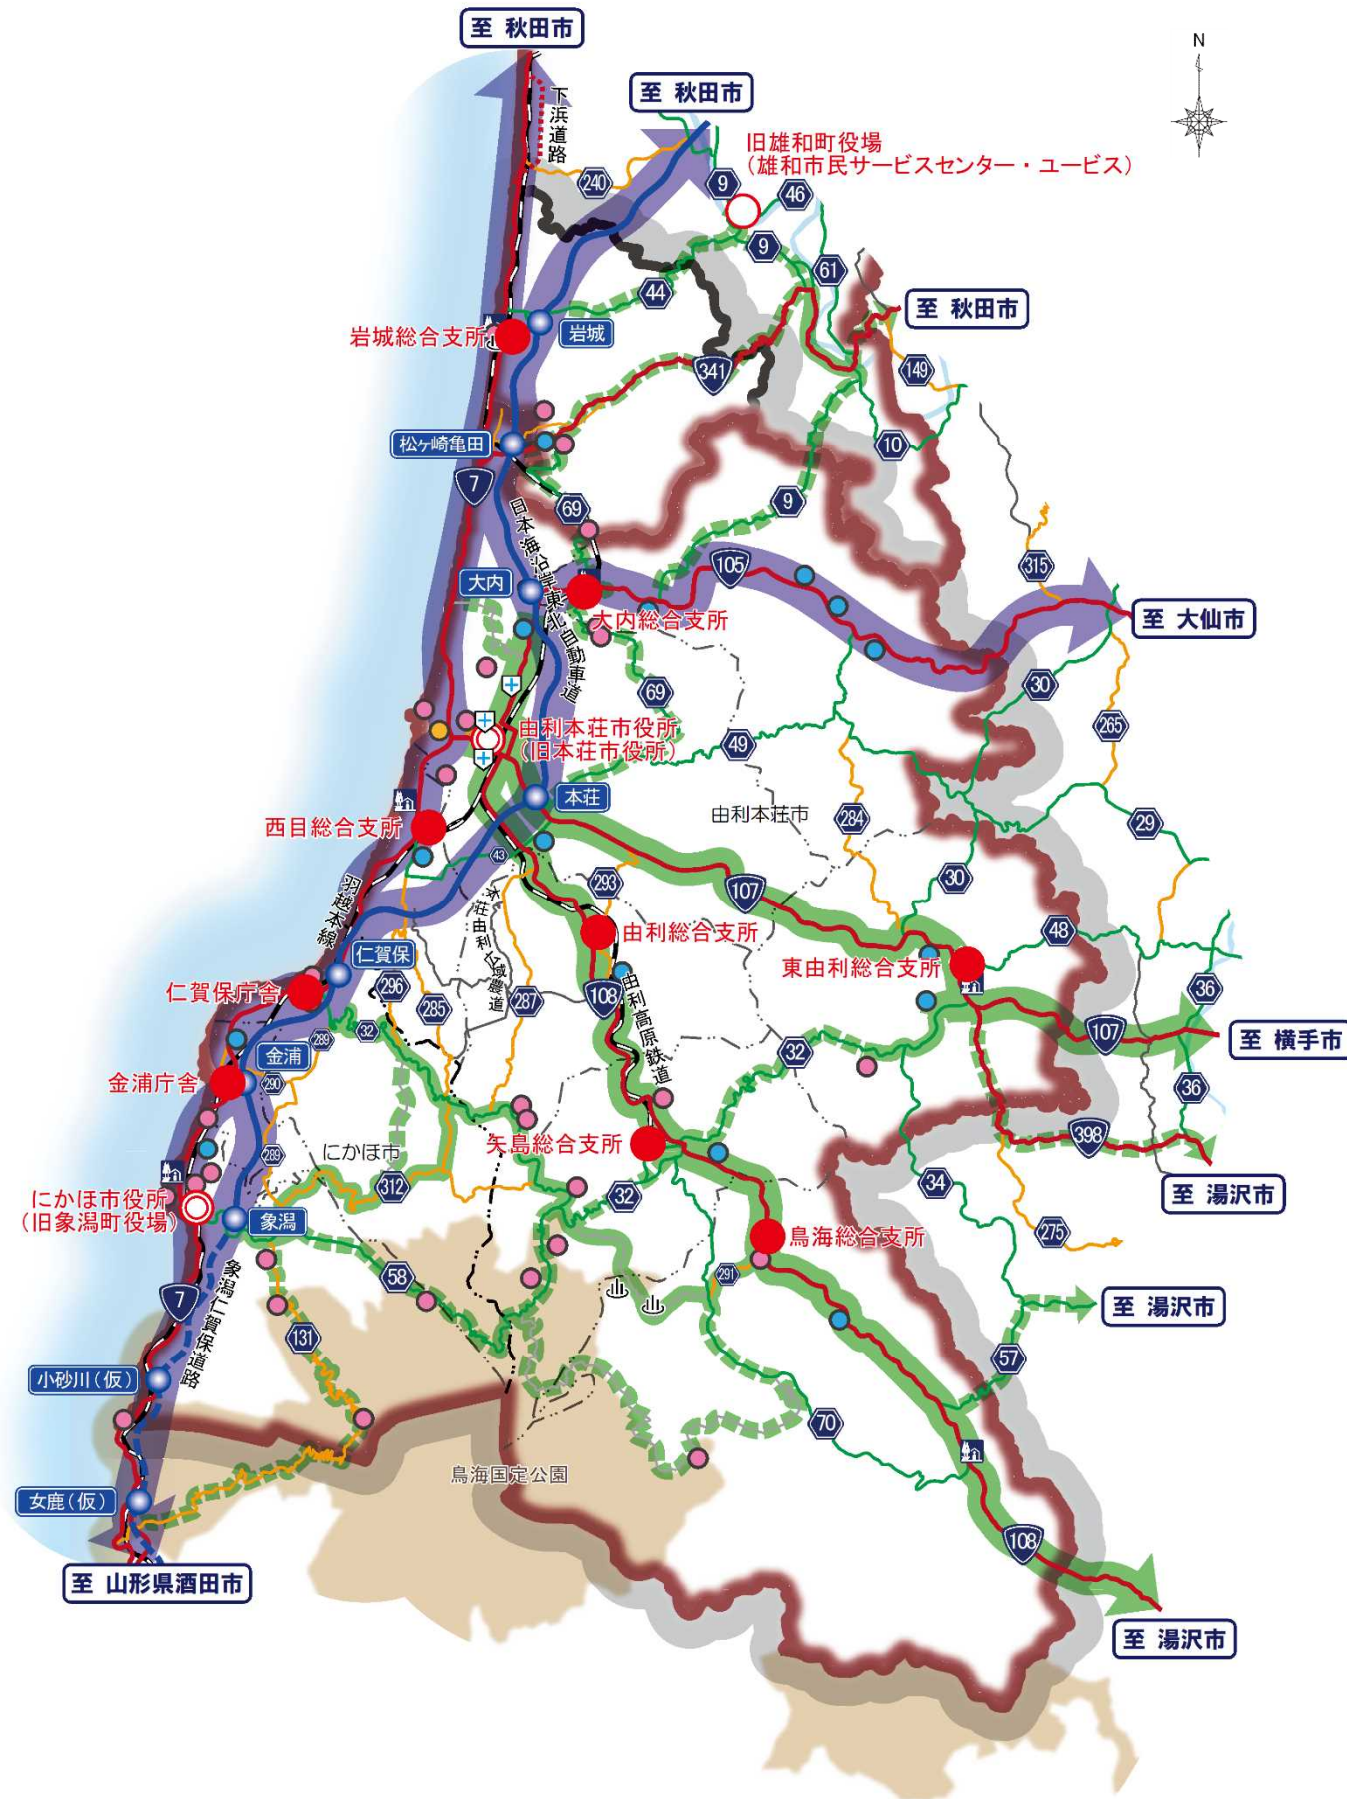 至 秋田市
至 秋田市
N
下浜道路
旧雄和町役場
(雄和市民サービスセンター・ユービス)
240
9
46
9
61
44
至 秋田市
岩城総合支所
岩城
341
149
松ケ崎亀田
10
7
69
9
日本海沿岸東北自動車道
105
315
大内
大内総合支所
至 大仙市
69
30
265
由利本荘市役所
(旧本荘市役所)
49
本荘
由利本荘市
284
29
西目総合支所
43
293
107
30
羽越本線
本荘由利広域農道
由利総合支所
48
仁賀保
東由利総合支所
仁賀保庁舎
296
285
287
108
由利高原鉄道
36
289
32
金浦
32
107
至 横手市
金浦庁舎
290
36
矢島総合支所
398
289
にかほ市
312
32
34
至 湯沢市
にかほ市役所
(旧象潟町役場)
象潟
鳥海総合支所
275
58
291
7
象潟仁賀保道路
至 湯沢市
131
57
小砂川(仮)
70
鳥海国定公園
女鹿(仮)
108
至 山形県酒田市
至 湯沢市